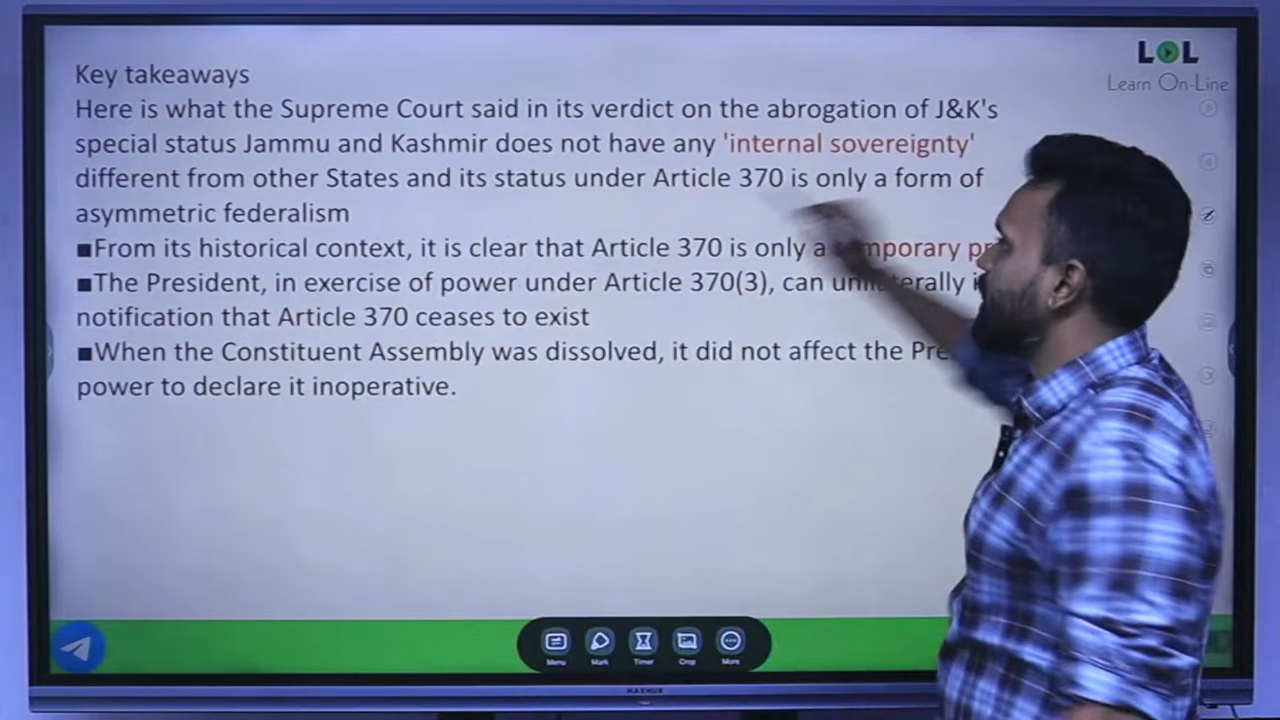 LOL
Learn On-Line
Key takeaways
Here is what the Supreme Court said in its verdict on the abrogation of J&K's
special status Jammu and Kashmir does not have any 'internal sovereignty'
different from other States and its status under Article 370 is only a form of
asymmetric federalism
■From its historical context, it is clear that Article 370 is only a
■The President, in exercise of power under Article 370(3), can
notification that Article 370 ceases to exist
■When the Constituent Assembly was dissolved, it did not affect the
power to declare it inoperative.
Menu Mark Timer Crop More
MAXHUB